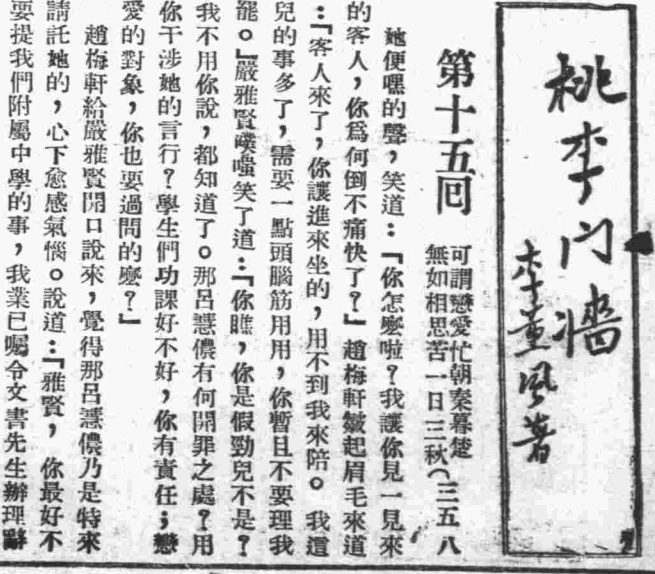 桃李门牆
李薰风著
第十五囘
可謂戀愛忙朝秦暮楚
無如相思苦一日三秋（三五八
她便嘿的聲，笑道：「你怎麼啦？我讓你見一見來
的客人，你爲何倒不痛快了？」趙梅軒皺起眉毛來道
：「客人來了，你讓進來坐的，用不到我來陪。我這
兒的事多了，需要一點頭腦筋用用，你暫且不要理我
罷。」嚴雅賢噗嗤笑了道：「你瞧，你是假勁兒不是？
我不用你說，都知道了。那呂慧儂有何開罪之處？用
你干涉她的言行？學生們功課好不好，你有責任；戀
愛的對象，你也要過問的麼？」
趙梅軒給嚴雅賢開口說來，覺得那呂慧儂乃是特來
請託她的，心下愈感氣惱。說道：「雅賢，你最好不
要提我們附屬中學的事，我業已囑令文書先生辦理辭